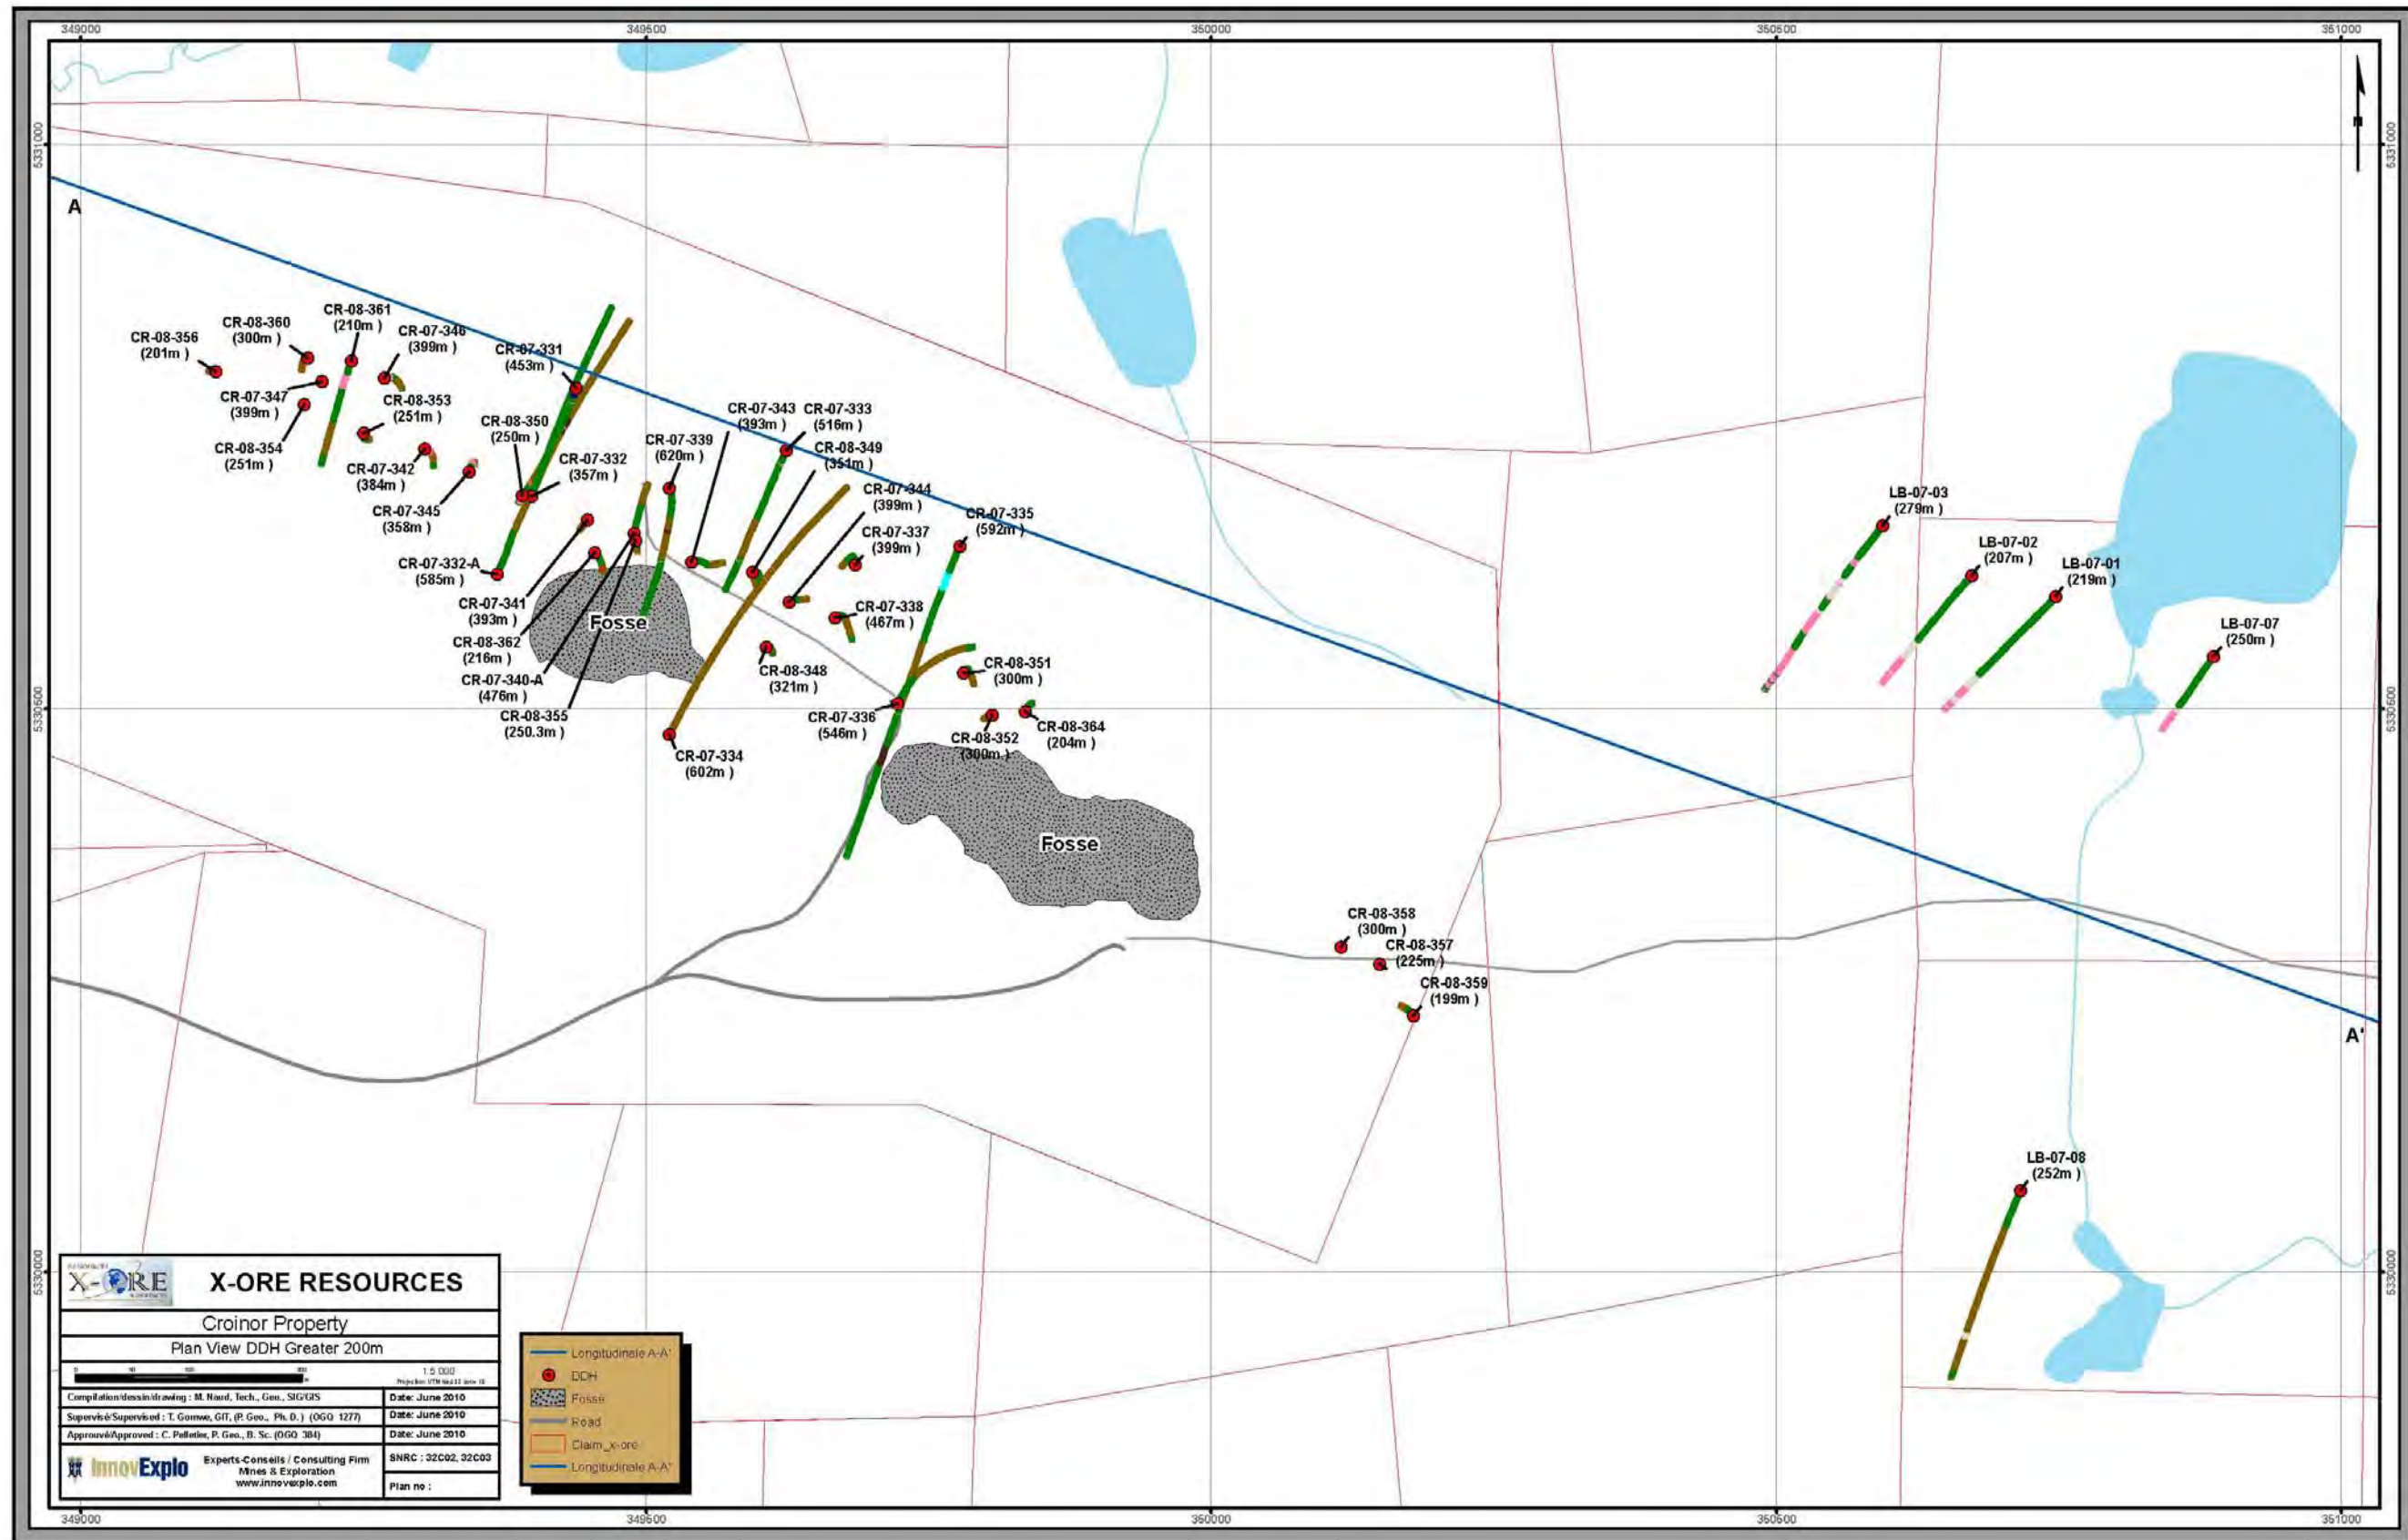 349000
349500
350000
350500
351000
5331000
5331000
A
CR-08-361
(210m )
CR-08-360
(300m )
CR-07-346
(399m )
CR-08-356
(201m )
CR-07-331
(453m )
CR-07-347
(399m )
CR-08-353
(251m )
CR-08-354
(251m )
CR-08-350
(250m )
CR-07-343
(393m )
CR-07-333
(516m )
CR-07-339
(620m )
CR-08-349
(351m )
CR-07-342
(384m )
CR-07-332
(357m )
CR-07-344
(399m )
CR-07-345
(358m )
CR-07-335
(592m )
CR-07-337
(399m )
CR-07-332-A
(585m )
CR-07-341
(393m )
CR-07-338
(467m )
Fosse
CR-08-362
(216m )
CR-07-340-A
(476m )
CR-08-348
(321m )
CR-08-351
(300m )
CR-08-355
(250.3m )
CR-07-336
(546m )
CR-08-352
(300m )
CR-08-364
(204m )
CR-07-334
(602m )
LB-07-03
(279m )
LB-07-02
(207m )
LB-07-01
(219m )
LB-07-07
(250m )
5330500
5330500
Fosse
CR-08-358
(300m )
CR-08-357
(225m )
CR-08-359
(199m )
A'
LB-07-08
(252m )
5330000
5330000
X-ORE
X-ORE RESOURCES
Croinor Property
Plan View DDH Greater 200m
1:5 000
Compilation/dessin/drawing : M. Naud, Tech., Geo., SIG/GIS
Date: June 2010
Supervisé/Supervised : T. Gomwe, GIT, (P. Geo., Ph. D. ) (OGQ 1277)
Date: June 2010
Approuvé/Approved : C. Pelletier, P. Geo., B. Sc. (OGQ 384)
Date: June 2010
InnovExplo
Experts-Conseils / Consulting Firm
Mines & Exploration
www.innovexplo.com
SNRC : 32C02, 32C03
Plan no :
Longitudinale A-A'
DDH
Fosse
Road
Claim_x-ore
Longitudinale A-A'
349000
349500
350000
350500
351000